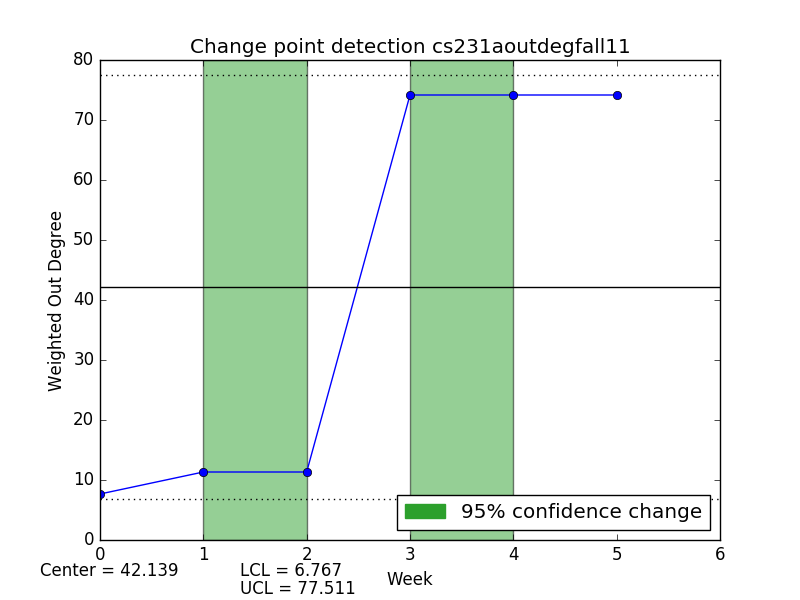 Change point detection cs231aoutdegfall11
Weighted Out Degree
80
70
60
50
40
30
20
10
0
95% confidence change
0 1 2 3 4 5 6
Center = 42.139 LCL = 6.767
Week
UCL = 77.511